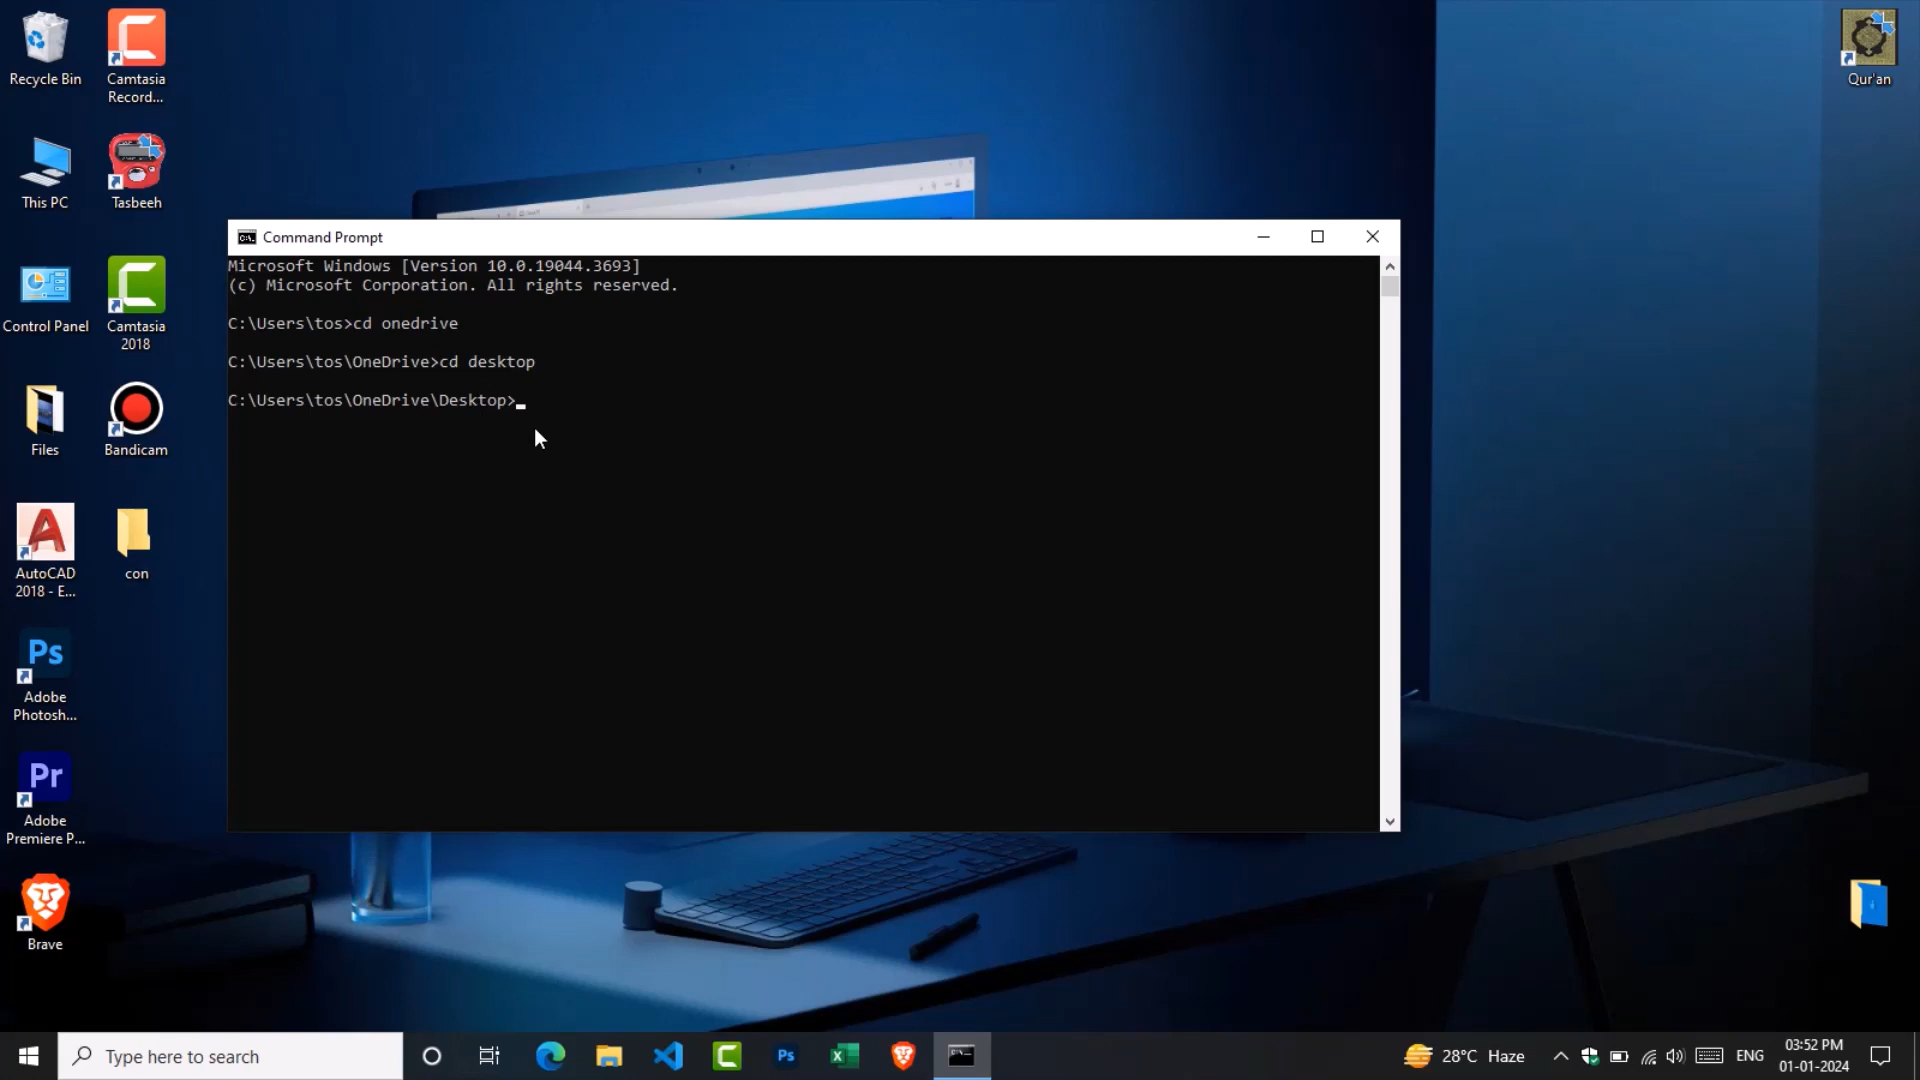 Recycle Bin
Camtasia
Record...
Qur'an
This PC
Tasbeeh
Control Panel
Camtasia
2018
Files
Bandicam
AutoCAD
2018 - E...
con
Ps
Adobe
Photosh...
Pr
Adobe
Premiere P...
Brave
Command Prompt
Microsoft Windows [Version 10.0.19044.3693]
(c) Microsoft Corporation. All rights reserved.
C:\Users\tos>cd onedrive
C:\Users\tos\OneDrive>cd desktop
C:\Users\tos\OneDrive\Desktop>
Type here to search
Ps
28°C Haze
ENG
03:52 PM
01-01-2024